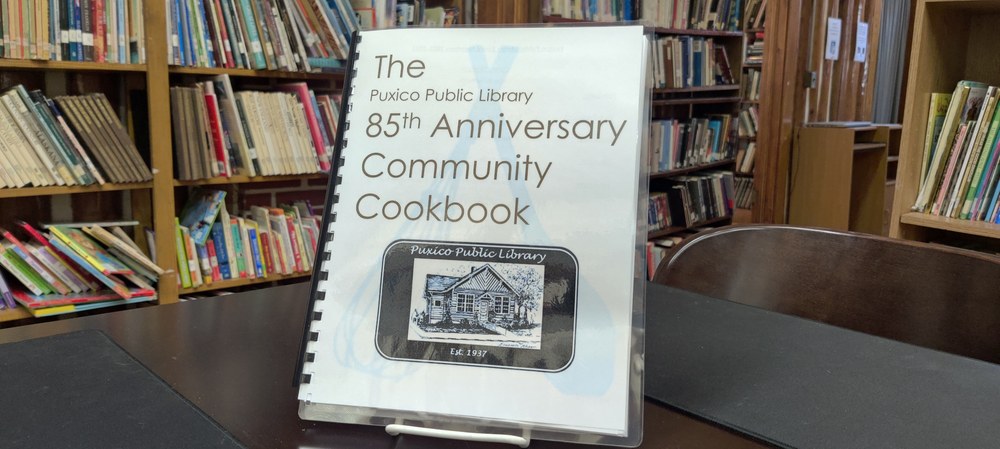 The
Puxico Public Library
85th Anniversary
Community
Cookbook
Puxico Public Library
Est. 1937